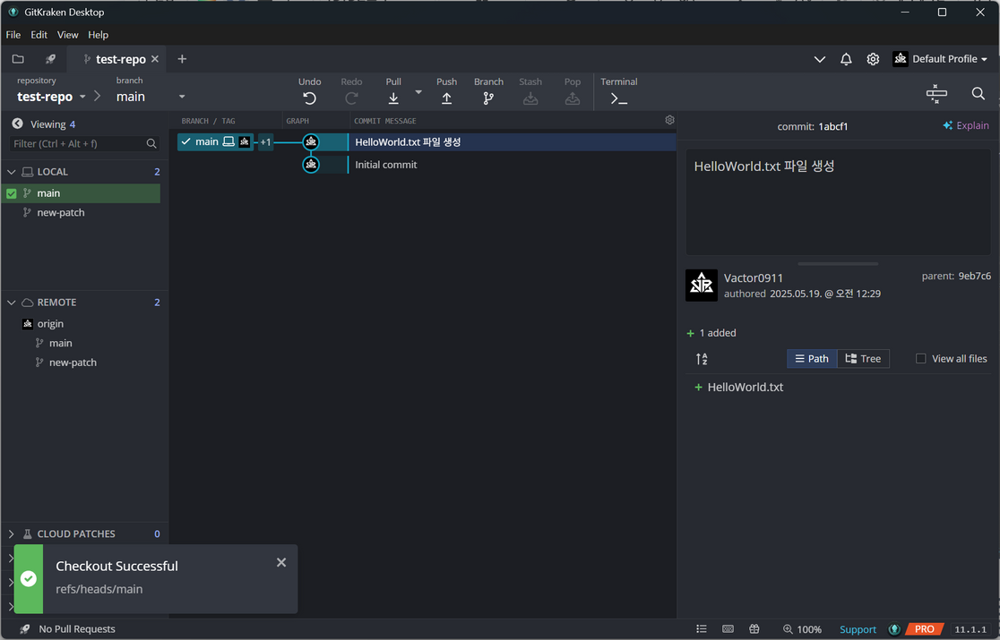 GitKraken Desktop
File Edit View Help
test-repo
Default Profile
repository branch Undo Redo Pull Push Branch Stash Pop Terminal
test-repo main
Viewing 4
BRANCH / TAG GRAPH COMMIT MESSAGE
commit: 1abcf1 Explain
Filter (Ctrl + Alt + f)
main +1 HelloWorld.txt 파일 생성
Initial commit
LOCAL 2
main
new-patch
REMOTE 2
origin
main
new-patch
CLOUD PATCHES 0
Checkout Successful
refs/heads/main
HelloWorld.txt 파일 생성
Vactor0911 parent: 9eb7c6
authored 2025.05.19. @ 오전 12:29
+ 1 added
Path Tree View all files
+ HelloWorld.txt
No Pull Requests 100% Support PRO 11.1.1